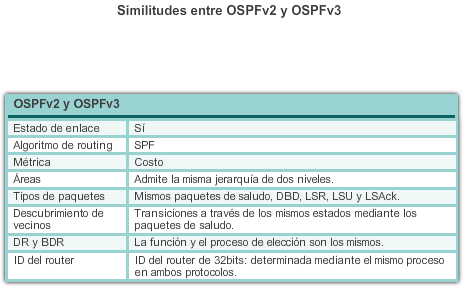 Similitudes entre OSPFv2 y OSPFv3
OSPFv2 y OSPFv3
Estado de enlace Sí
Algoritmo de routing SPF
Métrica Costo
Áreas Admite la misma jerarquía de dos niveles.
Tipos de paquetes Mismos paquetes de saludo, DBD, LSR, LSU y LSAck.
Descubrimiento de vecinos Transiciones a través de los mismos estados mediante los
paquetes de saludo.
DR y BDR La función y el proceso de elección son los mismos.
ID del router ID del router de 32bits: determinada mediante el mismo proceso
en ambos protocolos.